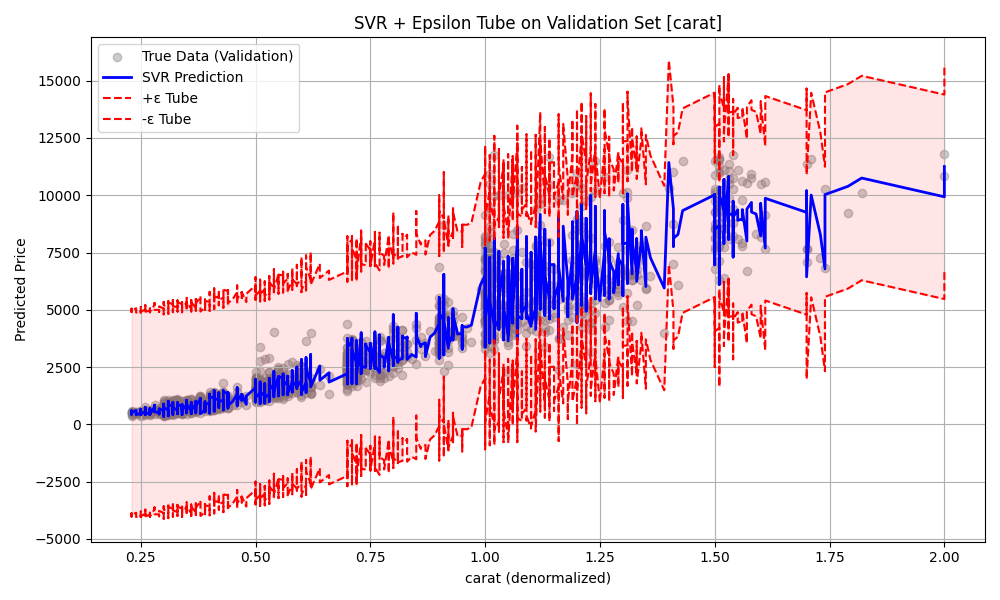 SVR + Epsilon Tube on Validation Set [carat]
True Data (Validation)
SVR Prediction
+ε Tube
-ε Tube
Predicted Price
15000
12500
10000
7500
5000
2500
0
−2500
−5000
0.25
0.50
0.75
1.00
1.25
1.50
1.75
2.00
carat (denormalized)